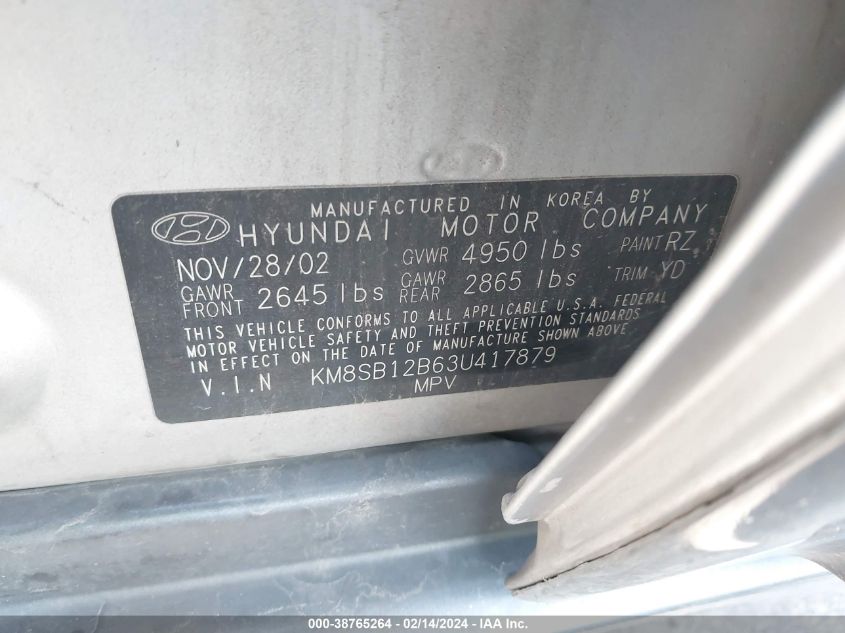 MANUFACTURED IN KOREA BY
HYUNDAI MOTOR COMPANY
NOV/28/02 GVWR 4950 lbs PAINT RZ
GAWR FRONT 2645 lbs GAWR REAR 2865 lbs TRIM YD
THIS VEHICLE CONFORMS TO ALL APPLICABLE U.S.A. FEDERAL
MOTOR VEHICLE SAFETY AND THEFT PREVENTION STANDARDS
IN EFFECT ON THE DATE OF MANUFACTURE SHOWN ABOVE.
V.I.N KM8SB12B63U417879
MPV
000-38765264 - 02/14/2024 - IAA Inc.